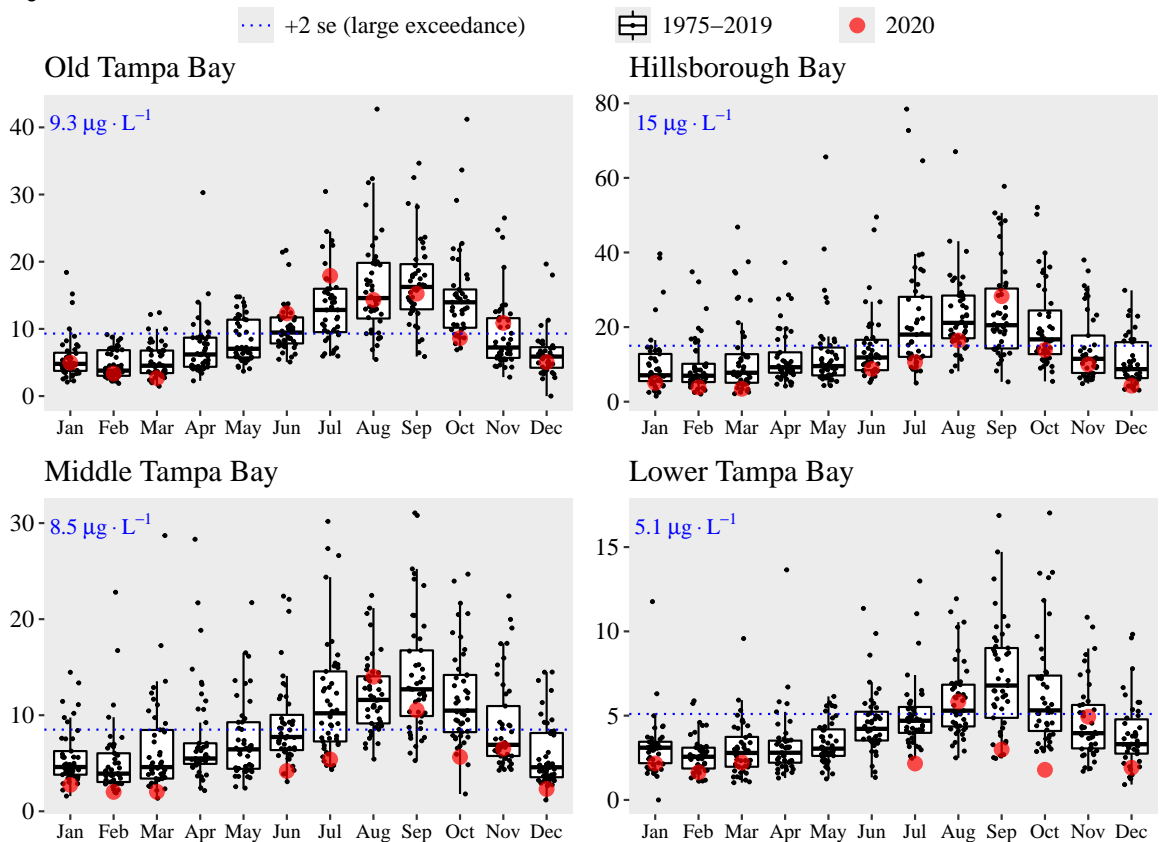 +2 se (large exceedance) 1975−2019 2020
Old Tampa Bay
9.3 μg · L⁻¹
40
30
20
10
0
Jan Feb Mar Apr May Jun Jul Aug Sep Oct Nov Dec
Hillsborough Bay
15 μg · L⁻¹
80
60
40
20
0
Jan Feb Mar Apr May Jun Jul Aug Sep Oct Nov Dec
Middle Tampa Bay
8.5 μg · L⁻¹
30
20
10
0
Jan Feb Mar Apr May Jun Jul Aug Sep Oct Nov Dec
Lower Tampa Bay
5.1 μg · L⁻¹
15
10
5
0
Jan Feb Mar Apr May Jun Jul Aug Sep Oct Nov Dec